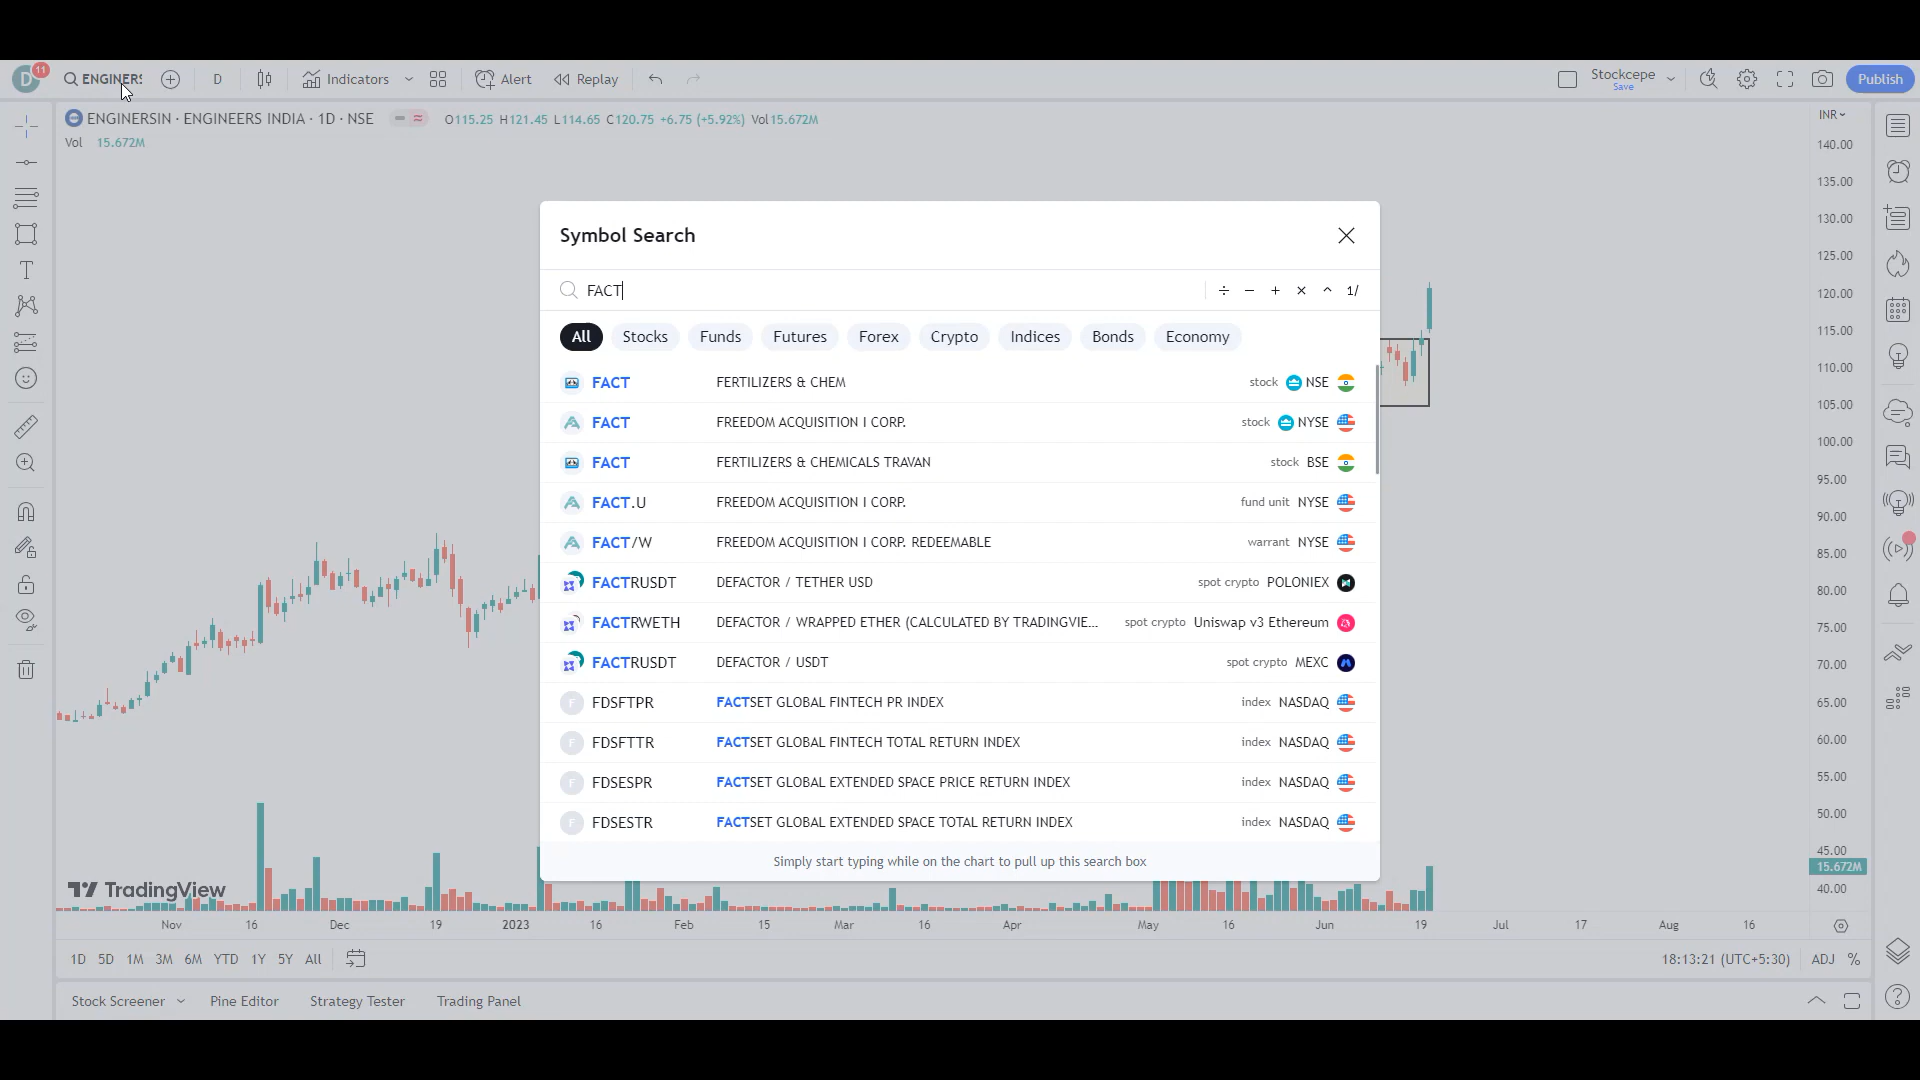 D 11 ENGINERS D Indicators Alert Replay Stockcepe Save Publish
ENGINERSIN · ENGINEERS INDIA · 1D · NSE O115.25 H121.45 L114.65 C120.75 +6.75 (+5.92%) Vol15.672M
INR
Vol 15.672M
140.00
135.00
130.00
125.00
120.00
115.00
110.00
105.00
100.00
95.00
90.00
85.00
80.00
75.00
70.00
65.00
60.00
55.00
50.00
45.00
15.672M
40.00
Symbol Search
FACT ÷ − + × ^ 1/
All Stocks Funds Futures Forex Crypto Indices Bonds Economy
FACT FERTILIZERS & CHEM stock NSE
FACT FREEDOM ACQUISITION I CORP. stock NYSE
FACT FERTILIZERS & CHEMICALS TRAVAN stock BSE
FACT.U FREEDOM ACQUISITION I CORP. fund unit NYSE
FACT/W FREEDOM ACQUISITION I CORP. REDEEMABLE warrant NYSE
FACTRUSDT DEFACTOR / TETHER USD spot crypto POLONIEX
FACTRWETH DEFACTOR / WRAPPED ETHER (CALCULATED BY TRADINGVIE... spot crypto Uniswap v3 Ethereum
FACTRUSDT DEFACTOR / USDT spot crypto MEXC
F FDSFTPR FACTSET GLOBAL FINTECH PR INDEX index NASDAQ
F FDSFTTR FACTSET GLOBAL FINTECH TOTAL RETURN INDEX index NASDAQ
F FDSESPR FACTSET GLOBAL EXTENDED SPACE PRICE RETURN INDEX index NASDAQ
F FDSESTR FACTSET GLOBAL EXTENDED SPACE TOTAL RETURN INDEX index NASDAQ
Simply start typing while on the chart to pull up this search box
TradingView
Nov 16 Dec 19 2023 16 Feb 15 Mar 16 Apr May 16 Jun 19 Jul 17 Aug 16
1D 5D 1M 3M 6M YTD 1Y 5Y All 18:13:21 (UTC+5:30) ADJ %
Stock Screener Pine Editor Strategy Tester Trading Panel